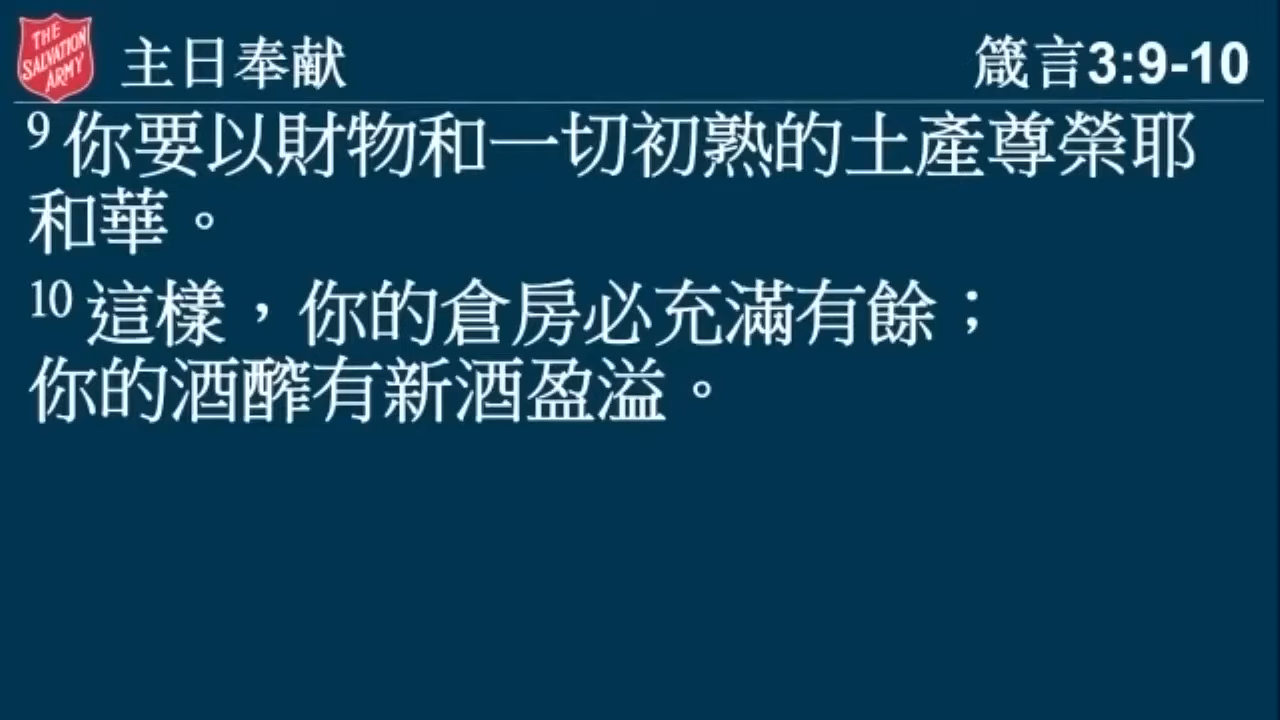 THE
SALVATION
ARMY
主日奉献
箴言3:9-10
9 你要以財物和一切初熟的土產尊榮耶
和華。
10 這樣，你的倉房必充滿有餘；
你的酒醡有新酒盈溢。